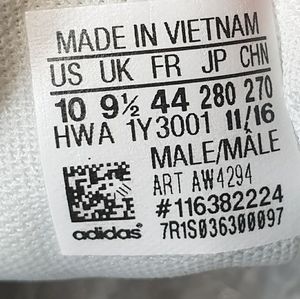 MADE IN VIETNAM
US UK FR JP CHN
10 9½ 44 280 270
HWA 1Y3001 11/16
MALE/MÂLE
ART AW4294
#116382224
adidas® 7R1S036300097